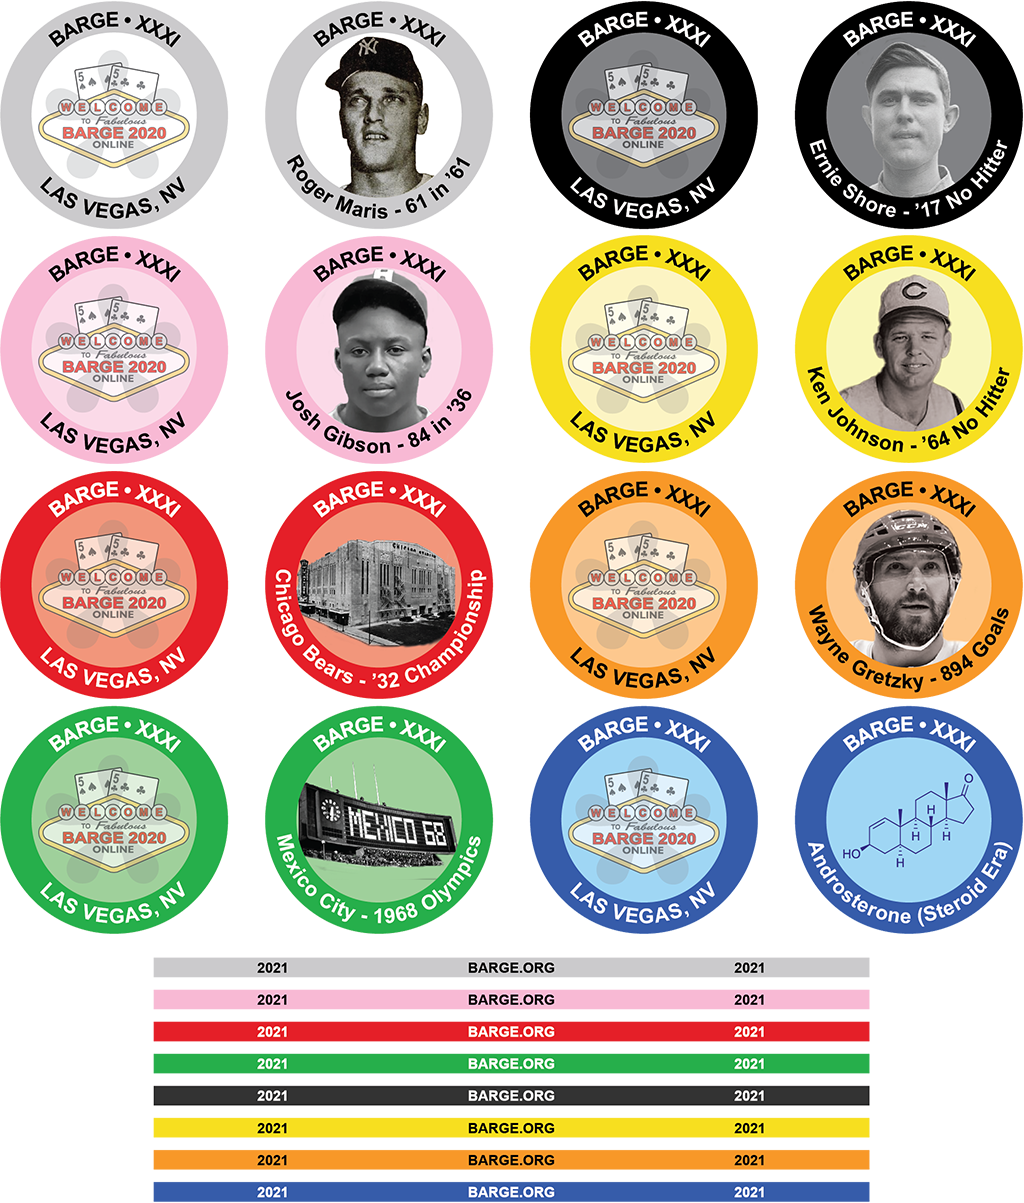 BARGE • XXXI
5 5
WELCOME
TO Fabulous
BARGE 2020
ONLINE
LAS VEGAS, NV
BARGE • XXXI
NY
Roger Maris - 61 in ’61
BARGE • XXXI
5 5
WELCOME
TO Fabulous
BARGE 2020
ONLINE
LAS VEGAS, NV
BARGE • XXXI
Ernie Shore - ’17 No Hitter
BARGE • XXXI
5 5
WELCOME
TO Fabulous
BARGE 2020
ONLINE
LAS VEGAS, NV
BARGE • XXXI
Josh Gibson - 84 in ’36
BARGE • XXXI
5 5
WELCOME
TO Fabulous
BARGE 2020
ONLINE
LAS VEGAS, NV
BARGE • XXXI
C
Ken Johnson - ’64 No Hitter
BARGE • XXXI
5 5
WELCOME
TO Fabulous
BARGE 2020
ONLINE
LAS VEGAS, NV
BARGE • XXXI
Chicago Bears - ’32 Championship
BARGE • XXXI
5 5
WELCOME
TO Fabulous
BARGE 2020
ONLINE
LAS VEGAS, NV
BARGE • XXXI
CCM
Wayne Gretzky - 894 Goals
BARGE • XXXI
5 5
WELCOME
TO Fabulous
BARGE 2020
ONLINE
LAS VEGAS, NV
BARGE • XXXI
MEXICO 68
Mexico City - 1968 Olympics
BARGE • XXXI
5 5
WELCOME
TO Fabulous
BARGE 2020
ONLINE
LAS VEGAS, NV
BARGE • XXXI
O
H
H H
HO
H
Androsterone (Steroid Era)
2021 BARGE.ORG 2021
2021 BARGE.ORG 2021
2021 BARGE.ORG 2021
2021 BARGE.ORG 2021
2021 BARGE.ORG 2021
2021 BARGE.ORG 2021
2021 BARGE.ORG 2021
2021 BARGE.ORG 2021